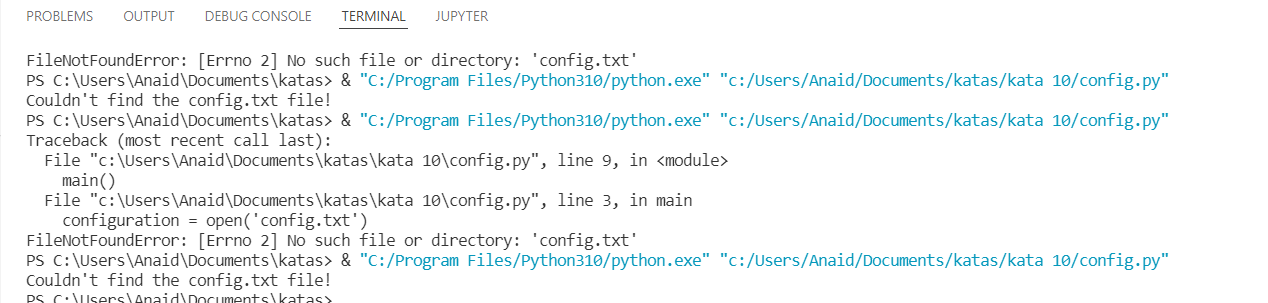 PROBLEMS OUTPUT DEBUG CONSOLE TERMINAL JUPYTER
FileNotFoundError: [Errno 2] No such file or directory: 'config.txt'
PS C:\Users\Anaid\Documents\katas> & "C:/Program Files/Python310/python.exe" "c:/Users/Anaid/Documents/katas/kata 10/config.py"
Couldn't find the config.txt file!
PS C:\Users\Anaid\Documents\katas> & "C:/Program Files/Python310/python.exe" "c:/Users/Anaid/Documents/katas/kata 10/config.py"
Traceback (most recent call last):
  File "c:\Users\Anaid\Documents\katas\kata 10\config.py", line 9, in <module>
    main()
  File "c:\Users\Anaid\Documents\katas\kata 10\config.py", line 3, in main
    configuration = open('config.txt')
FileNotFoundError: [Errno 2] No such file or directory: 'config.txt'
PS C:\Users\Anaid\Documents\katas> & "C:/Program Files/Python310/python.exe" "c:/Users/Anaid/Documents/katas/kata 10/config.py"
Couldn't find the config.txt file!
PS C:\Users\Anaid\Documents\katas>